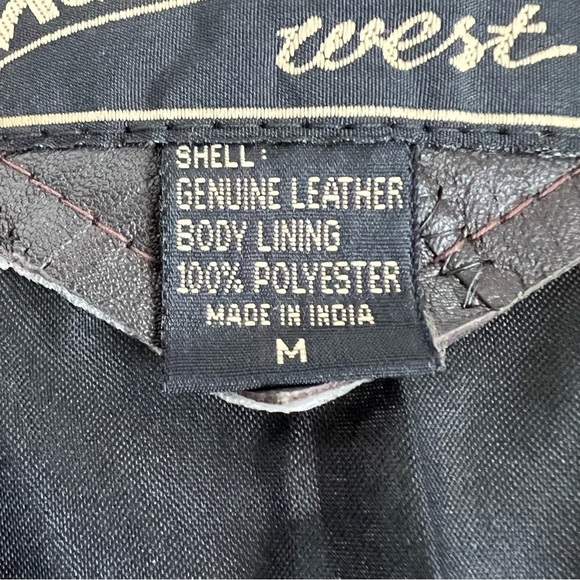 west
SHELL:
GENUINE LEATHER
BODY LINING
100% POLYESTER
MADE IN INDIA
M